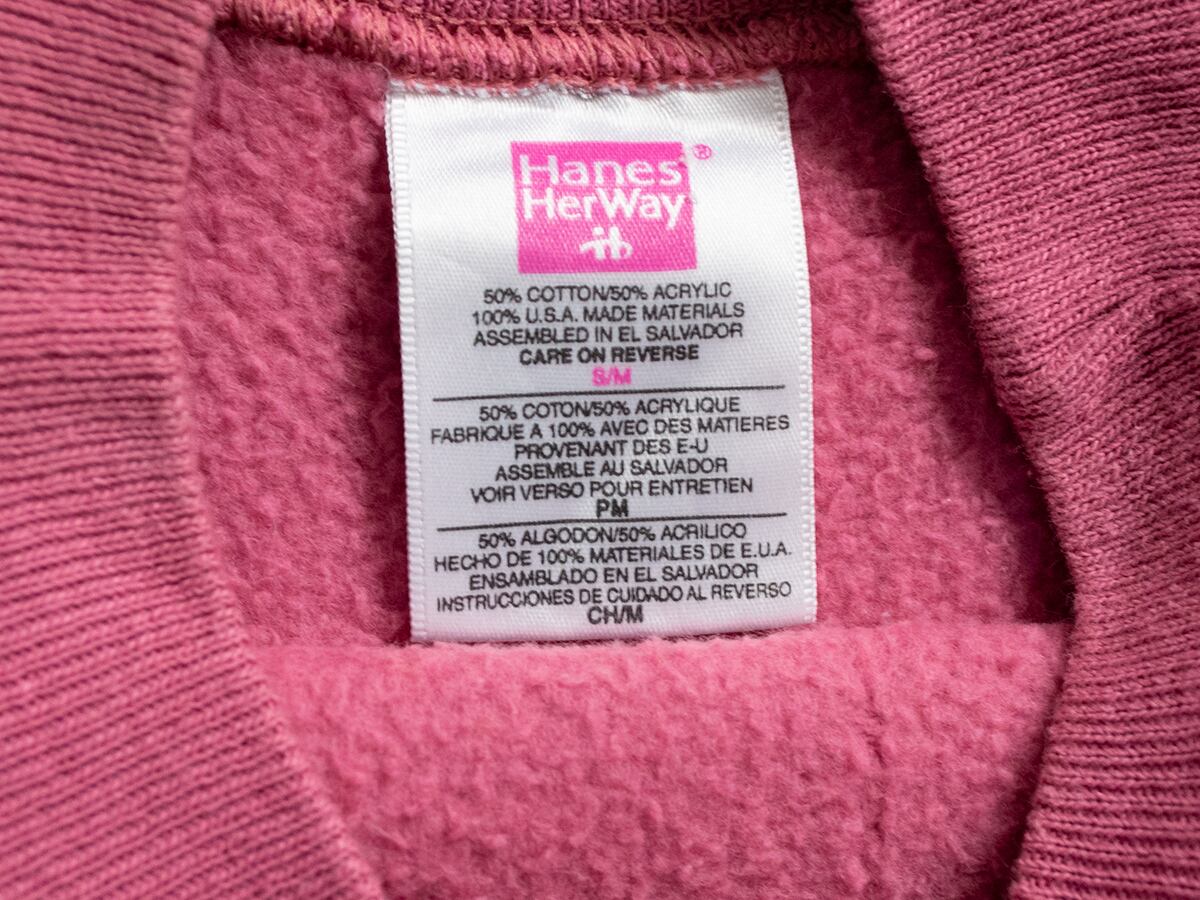 Hanes®
HerWay
50% COTTON/50% ACRYLIC
100% U.S.A. MADE MATERIALS
ASSEMBLED IN EL SALVADOR
CARE ON REVERSE
S/M
50% COTON/50% ACRYLIQUE
FABRIQUE A 100% AVEC DES MATIERES
PROVENANT DES E-U
ASSEMBLE AU SALVADOR
VOIR VERSO POUR ENTRETIEN
PM
50% ALGODON/50% ACRILICO
HECHO DE 100% MATERIALES DE E.U.A.
ENSAMBLADO EN EL SALVADOR
INSTRUCCIONES DE CUIDADO AL REVERSO
CH/M